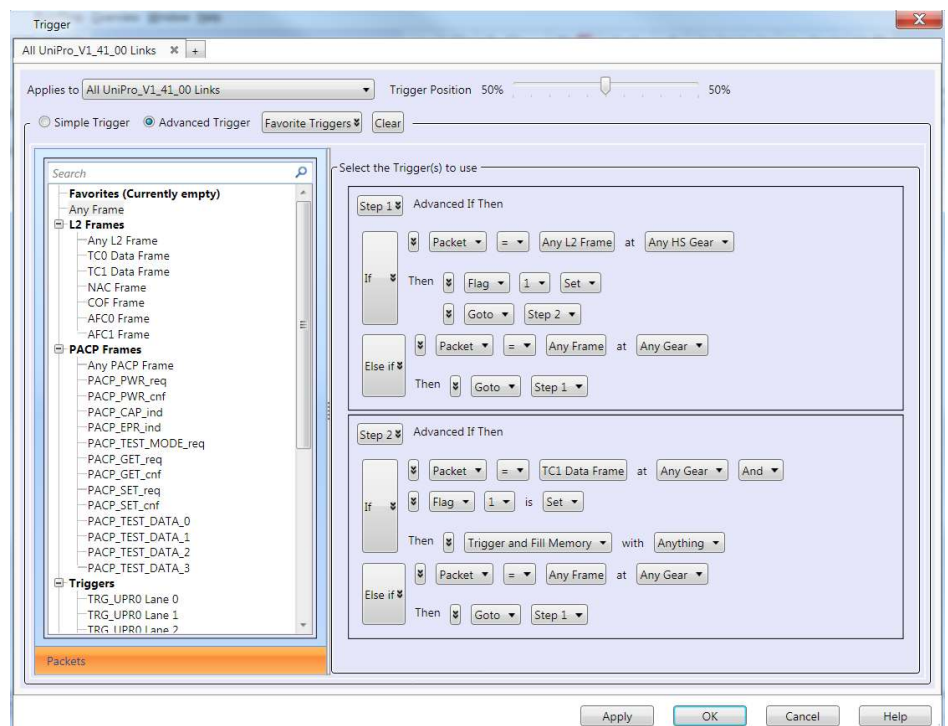 Trigger
All UniPro_V1_41_00 Links
+
Applies to All UniPro_V1_41_00 Links Trigger Position 50% 50%
Simple Trigger Advanced Trigger Favorite Triggers Clear
Search
Favorites (Currently empty)
Any Frame
L2 Frames
Any L2 Frame
TC0 Data Frame
TC1 Data Frame
NAC Frame
COF Frame
AFC0 Frame
AFC1 Frame
PACP Frames
Any PACP Frame
PACP_PWR_req
PACP_PWR_cnf
PACP_CAP_ind
PACP_EPR_ind
PACP_TEST_MODE_req
PACP_GET_req
PACP_GET_cnf
PACP_SET_req
PACP_SET_cnf
PACP_TEST_DATA_0
PACP_TEST_DATA_1
PACP_TEST_DATA_2
PACP_TEST_DATA_3
Triggers
TRG_UPR0 Lane 0
TRG_UPR0 Lane 1
TRG_UPR0 Lane 2
Packets
Select the Trigger(s) to use
Step 1 Advanced If Then
If Packet = Any L2 Frame at Any HS Gear
Then Flag 1 Set
Goto Step 2
Else if Packet = Any Frame at Any Gear
Then Goto Step 1
Step 2 Advanced If Then
If Packet = TC1 Data Frame at Any Gear And
Flag 1 is Set
Then Trigger and Fill Memory with Anything
Else if Packet = Any Frame at Any Gear
Then Goto Step 1
Apply OK Cancel Help